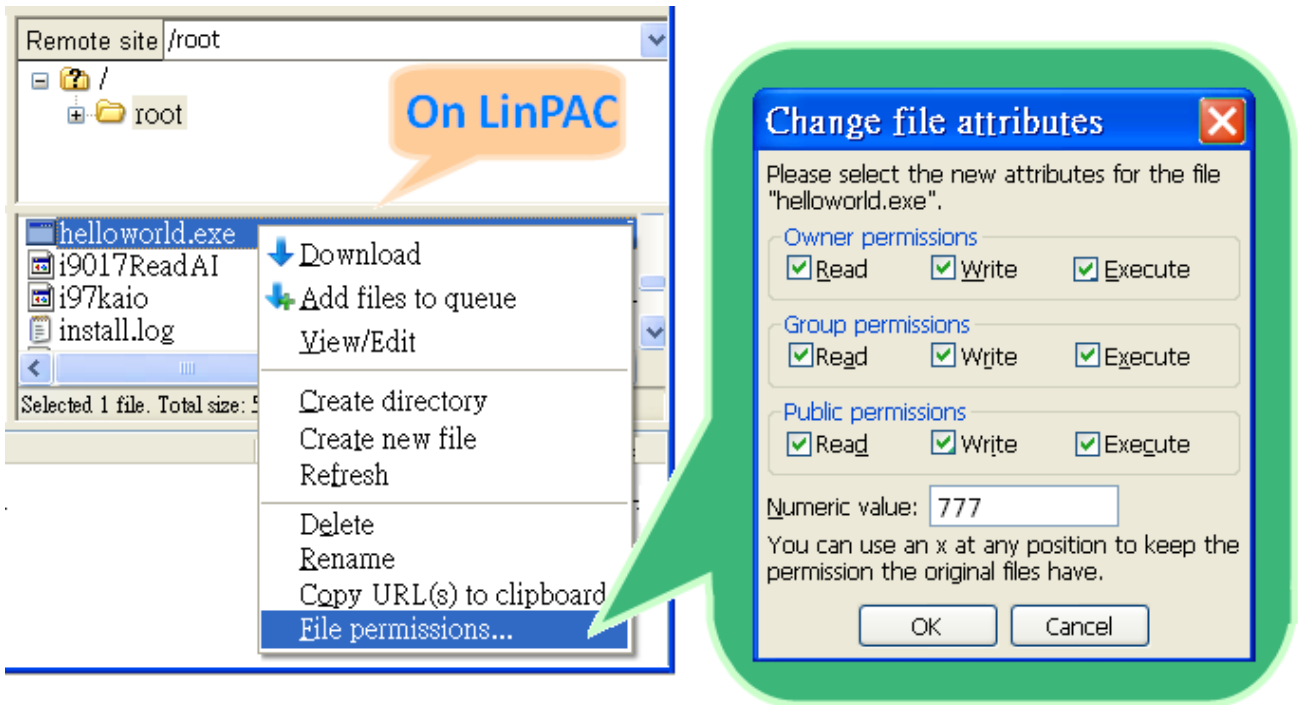 Remote site /root
/
root
On LinPAC
helloworld.exe
i9017ReadAI
i97kaio
install.log
Selected 1 file. Total size:
Download
Add files to queue
View/Edit
Create directory
Create new file
Refresh
Delete
Rename
Copy URL(s) to clipboard
File permissions...
Change file attributes
Please select the new attributes for the file
"helloworld.exe".
Owner permissions
Read Write Execute
Group permissions
Read Write Execute
Public permissions
Read Write Execute
Numeric value: 777
You can use an x at any position to keep the
permission the original files have.
OK Cancel